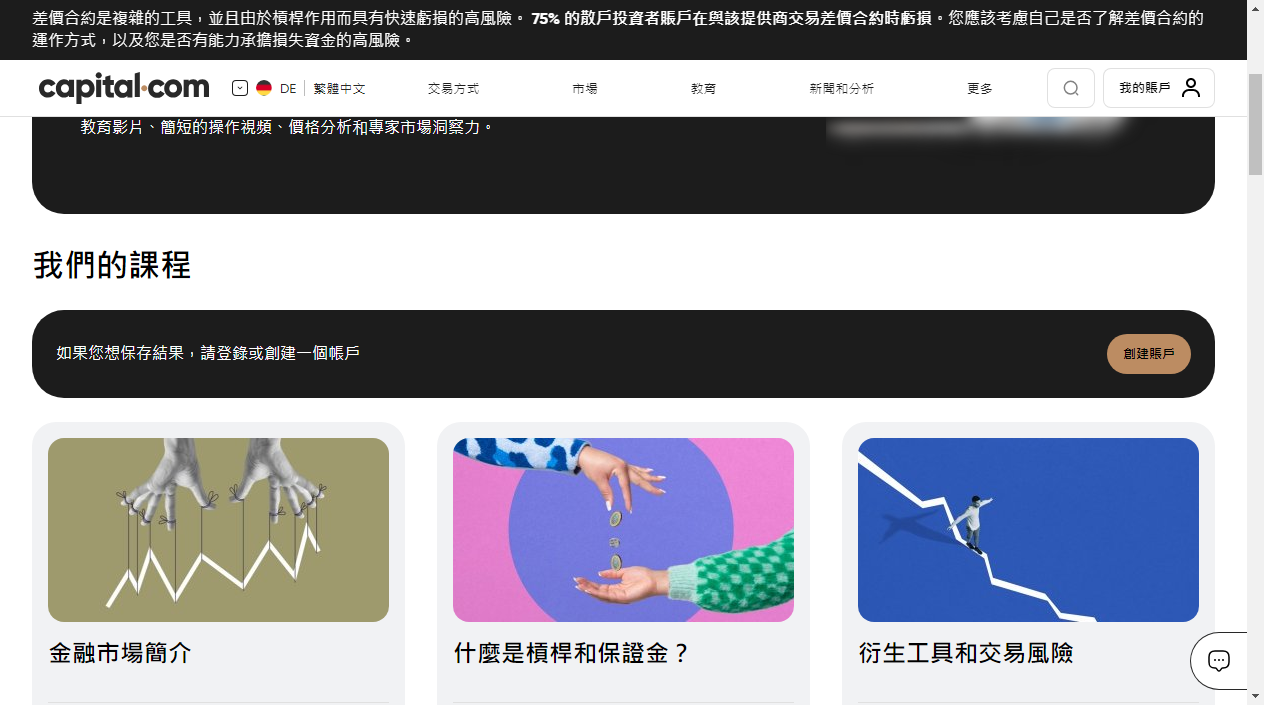 差價合約是複雜的工具，並且由於槓桿作用而具有快速虧損的高風險。75% 的散戶投資者賬戶在與該提供商交易差價合約時虧損。您應該考慮自己是否了解差價合約的
運作方式，以及您是否有能力承擔損失資金的高風險。
capital.com DE 繁體中文 交易方式 市場 教育 新聞和分析 更多 我的賬戶
教育影片、簡短的操作視頻、價格分析和專家市場洞察力。
我們的課程
如果您想保存結果，請登錄或創建一個帳戶 創建賬戶
金融市場簡介 什麼是槓桿和保證金？ 衍生工具和交易風險